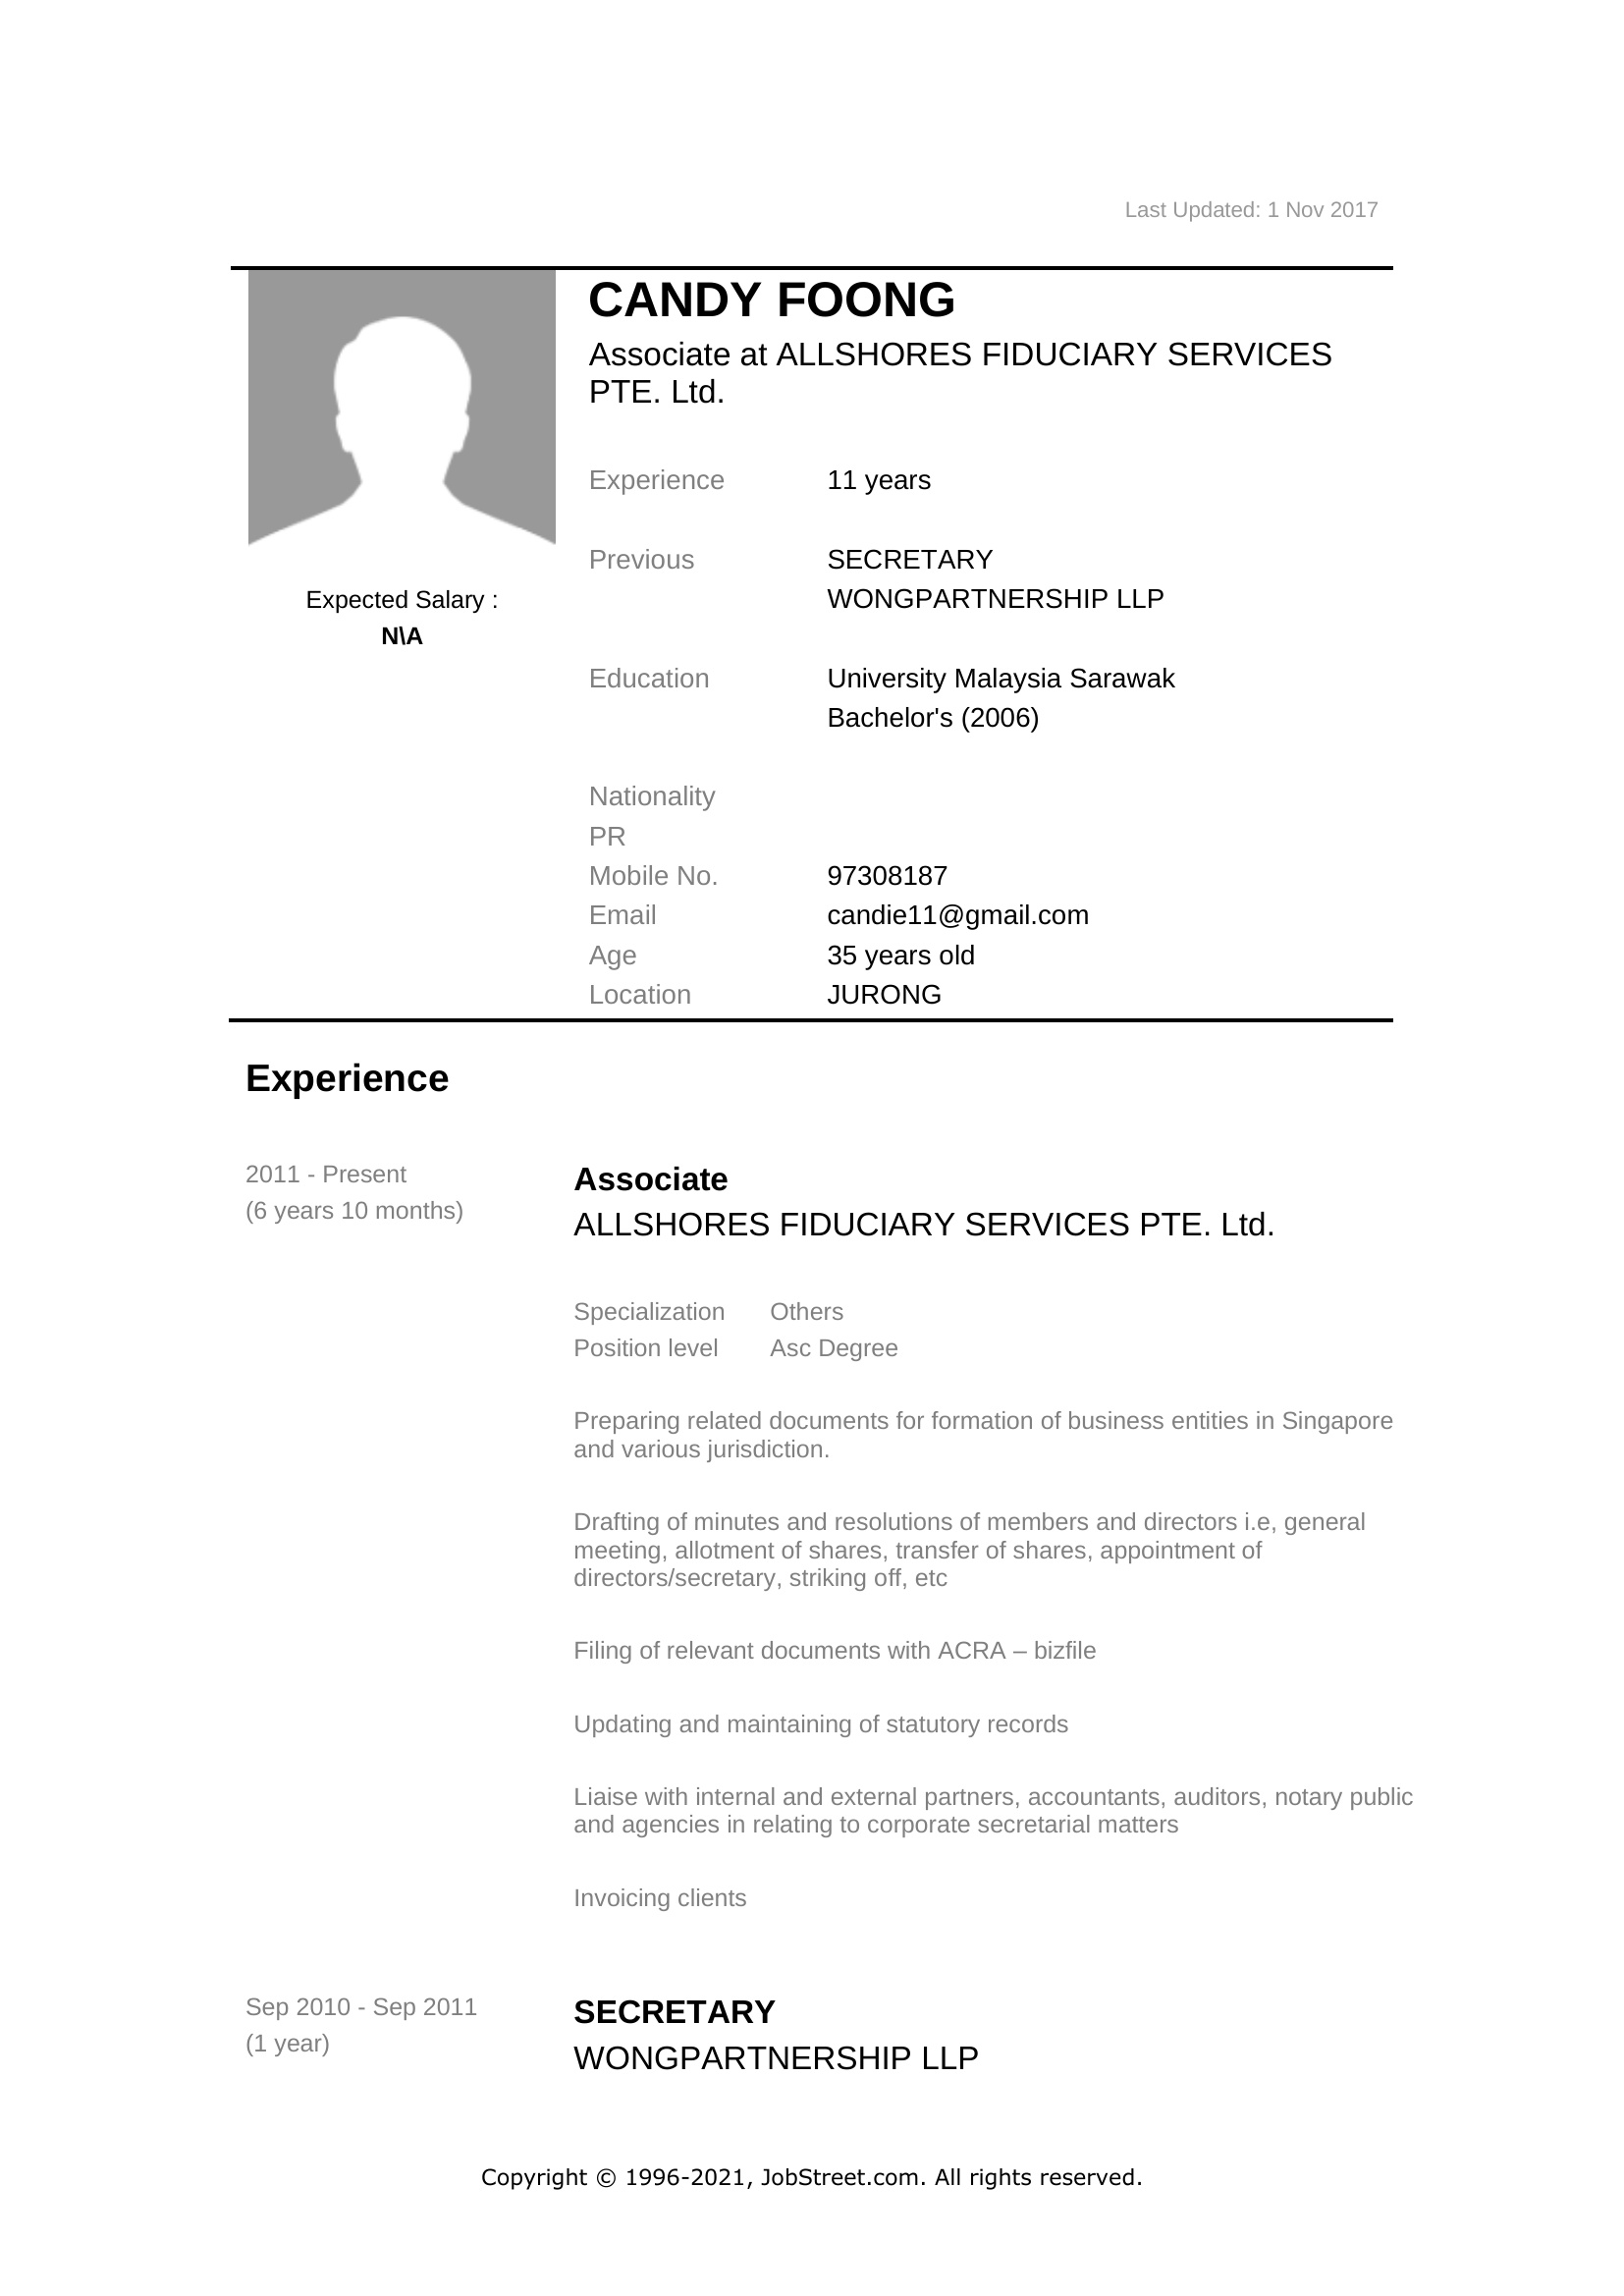 Last Updated: 1 Nov 2017
CANDY FOONG
Associate at ALLSHORES FIDUCIARY SERVICES
PTE. Ltd.
Expected Salary :
N\A
Experience 11 years
Previous SECRETARY
WONGPARTNERSHIP LLP
Education University Malaysia Sarawak
Bachelor's (2006)
Nationality
PR
Mobile No. 97308187
Email candie11@gmail.com
Age 35 years old
Location JURONG
Experience
2011 - Present
(6 years 10 months)
Associate
ALLSHORES FIDUCIARY SERVICES PTE. Ltd.
Specialization Others
Position level Asc Degree
Preparing related documents for formation of business entities in Singapore
and various jurisdiction.
Drafting of minutes and resolutions of members and directors i.e, general
meeting, allotment of shares, transfer of shares, appointment of
directors/secretary, striking off, etc
Filing of relevant documents with ACRA – bizfile
Updating and maintaining of statutory records
Liaise with internal and external partners, accountants, auditors, notary public
and agencies in relating to corporate secretarial matters
Invoicing clients
Sep 2010 - Sep 2011
(1 year)
SECRETARY
WONGPARTNERSHIP LLP
Copyright © 1996-2021, JobStreet.com. All rights reserved.